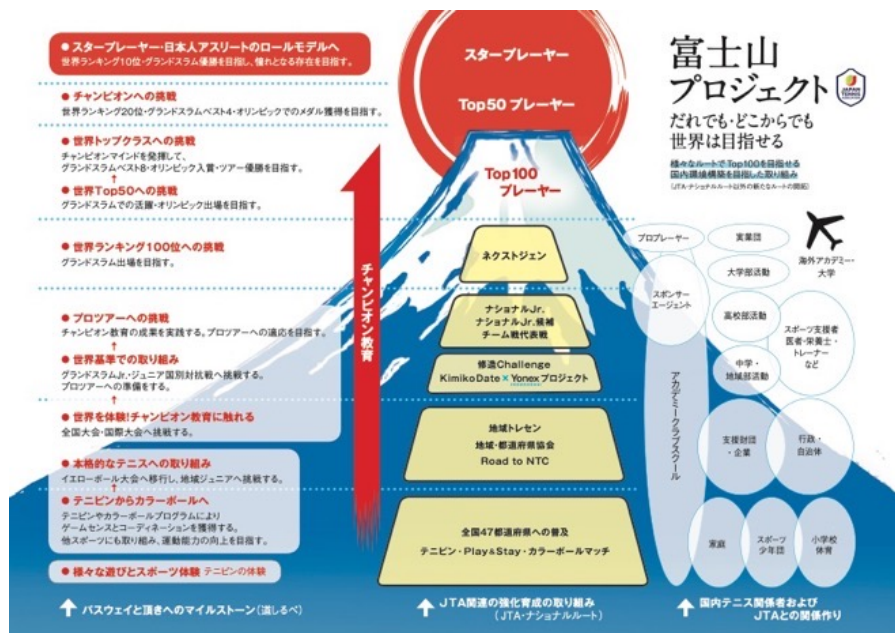 ● スタープレーヤー・日本人アスリートのロールモデルへ
世界ランキング10位・グランドスラム優勝を目指し、憧れとなる存在を目指す。
● チャンピオンへの挑戦
世界ランキング20位・グランドスラムベスト4・オリンピックでのメダル獲得を目指す。
● 世界トップクラスへの挑戦
チャンピオンマインドを発揮して、
グランドスラムベスト8・オリンピック入賞・ツアー優勝を目指す。
● 世界Top50への挑戦
グランドスラムでの活躍・オリンピック出場を目指す。
● 世界ランキング100位への挑戦
グランドスラム出場を目指す。
● プロツアーへの挑戦
チャンピオン教育の成果を実践する。プロツアーへの適応を目指す。
● 世界基準での取り組み
グランドスラムJr.・ジュニア国別対抗戦へ挑戦する。
プロツアーへの準備をする。
● 世界を体験!チャンピオン教育に触れる
全国大会・国際大会へ挑戦する。
● 本格的なテニスへの取り組み
イエローボール大会へ移行し、地域ジュニアへ挑戦する。
● テニピンからカラーボールへ
テニピンやカラーボールプログラムにより
ゲームセンスとコーディネーションを獲得する。
他スポーツにも取り組み、運動能力の向上を目指す。
● 様々な遊びとスポーツ体験 テニピンの体験
パスウェイと頂きへのマイルストーン(道しるべ)
チャンピオン教育
スタープレーヤー
Top50 プレーヤー
Top100
プレーヤー
ネクストジェン
ナショナルJr.
ナショナルJr.候補
チーム戦代表戦
修造Challenge
Kimiko Date × Yonex プロジェクト
地域トレセン
地域・都道府県協会
Road to NTC
全国47都道府県への普及
テニピン・Play&Stay・カラーボールマッチ
JTA関連の強化育成の取り組み
(JTA・ナショナルルート)
富士山
プロジェクト
JAPAN
TENNIS
だれでも・どこからでも
世界は目指せる
様々なルートでTop100を目指せる
国内環境構築を目指した取り組み
(JTA・ナショナルルート以外の新たなルートの開拓)
プロプレーヤー
実業団
海外アカデミー・
大学
大学部活動
スポンサー
エージェント
高校部活動
スポーツ支援者
医者・栄養士・
トレーナー
など
中学・
地域部活動
アカデミークラブスクール
支援財団
・企業
行政・
自治体
家庭
スポーツ
少年団
小学校
体育
国内テニス関係者および
JTAとの関係作り